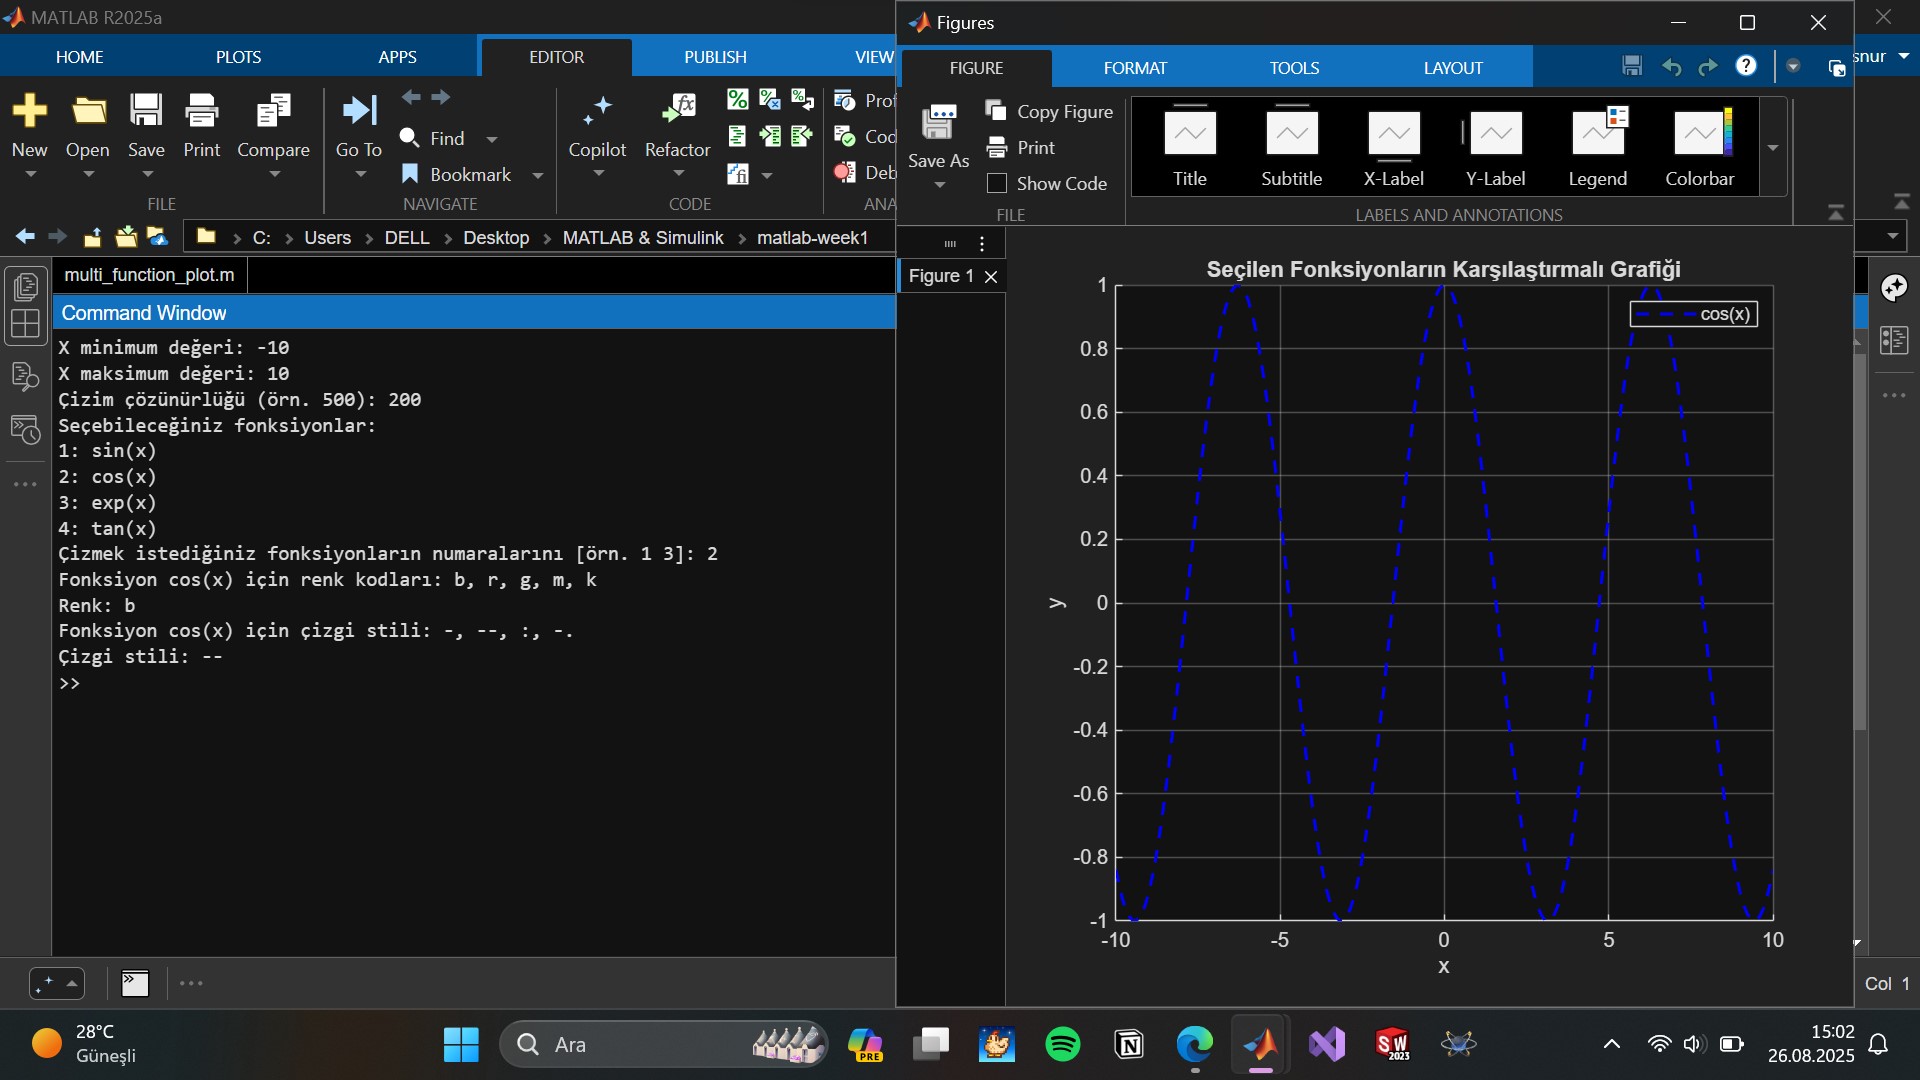 MATLAB R2025a
HOME PLOTS APPS EDITOR PUBLISH VIEW
New Open Save Print Compare Go To Find Bookmark Copilot Refactor Prof Cod Deb
FILE NAVIGATE CODE ANA
C: Users DELL Desktop MATLAB & Simulink matlab-week1
multi_function_plot.m
Command Window
X minimum değeri: -10
X maksimum değeri: 10
Çizim çözünürlüğü (örn. 500): 200
Seçebileceğiniz fonksiyonlar:
1: sin(x)
2: cos(x)
3: exp(x)
4: tan(x)
Çizmek istediğiniz fonksiyonların numaralarını [örn. 1 3]: 2
Fonksiyon cos(x) için renk kodları: b, r, g, m, k
Renk: b
Fonksiyon cos(x) için çizgi stili: -, --, :, -.
Çizgi stili: --
>>
Figures
FIGURE FORMAT TOOLS LAYOUT
snur
Save As
Copy Figure
Print
Show Code
Title Subtitle X-Label Y-Label Legend Colorbar
FILE LABELS AND ANNOTATIONS
Figure 1
Seçilen Fonksiyonların Karşılaştırmalı Grafiği
cos(x)
1
0.8
0.6
0.4
0.2
0
-0.2
-0.4
-0.6
-0.8
-1
y
-10 -5 0 5 10
x
Col 1
28°C
Güneşli
Ara
PRE
SW
2023
15:02
26.08.2025